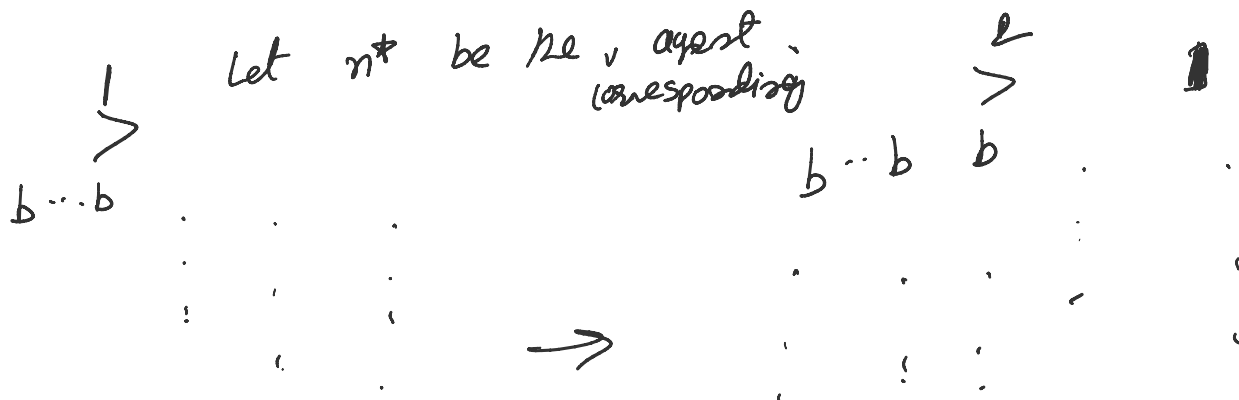 Let n* be the corresponding agent.
1 2
> >
b ... b
b ... b b